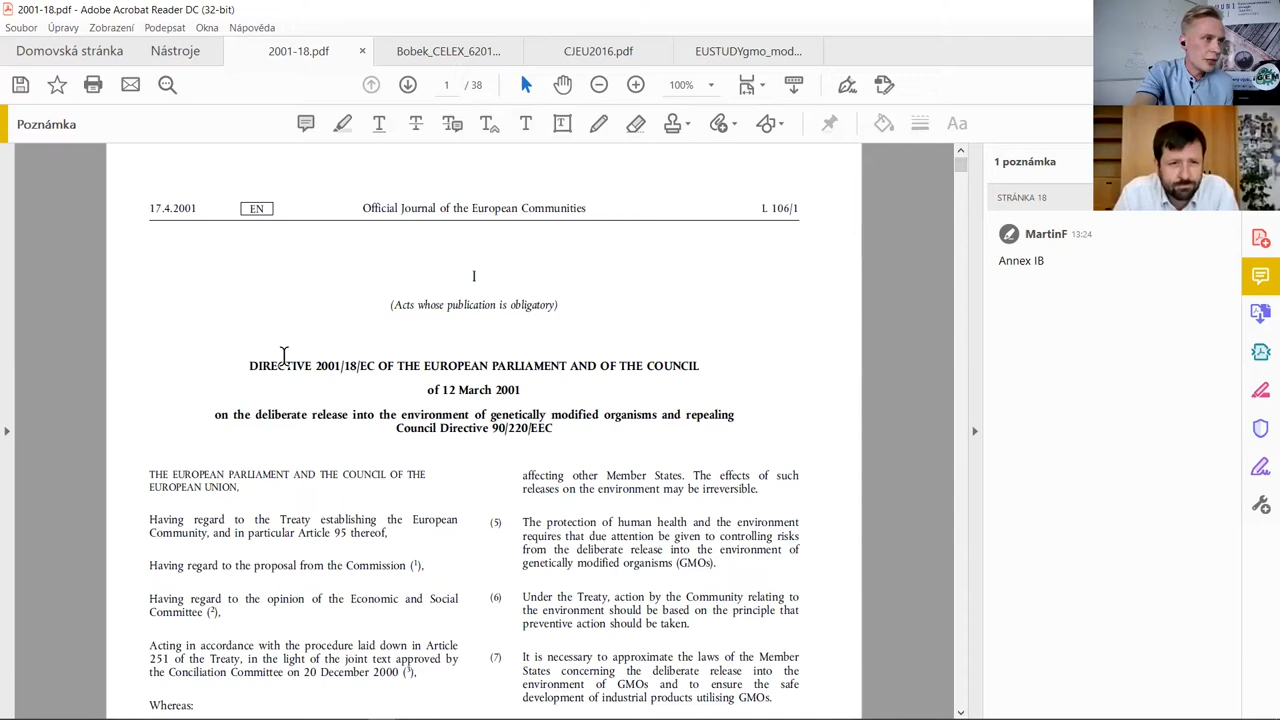 2001-18.pdf - Adobe Acrobat Reader DC (32-bit)
Soubor Úpravy Zobrazení Podepsat Okna Nápověda
Domovská stránka Nástroje 2001-18.pdf × Bobek_CELEX_6201... CJEU2016.pdf EUSTUDYgmo_mod...
1 / 38 100%
Poznámka
1 poznámka
STRÁNKA 18
MartinF 13:24
Annex IB
17.4.2001 EN Official Journal of the European Communities L 106/1
I
(Acts whose publication is obligatory)
DIRECTIVE 2001/18/EC OF THE EUROPEAN PARLIAMENT AND OF THE COUNCIL
of 12 March 2001
on the deliberate release into the environment of genetically modified organisms and repealing
Council Directive 90/220/EEC
THE EUROPEAN PARLIAMENT AND THE COUNCIL OF THE
EUROPEAN UNION,
Having regard to the Treaty establishing the European
Community, and in particular Article 95 thereof,
Having regard to the proposal from the Commission (1),
Having regard to the opinion of the Economic and Social
Committee (2),
Acting in accordance with the procedure laid down in Article
251 of the Treaty, in the light of the joint text approved by
the Conciliation Committee on 20 December 2000 (3),
Whereas:
affecting other Member States. The effects of such
releases on the environment may be irreversible.
(5) The protection of human health and the environment
requires that due attention be given to controlling risks
from the deliberate release into the environment of
genetically modified organisms (GMOs).
(6) Under the Treaty, action by the Community relating to
the environment should be based on the principle that
preventive action should be taken.
(7) It is necessary to approximate the laws of the Member
States concerning the deliberate release into the
environment of GMOs and to ensure the safe
development of industrial products utilising GMOs.